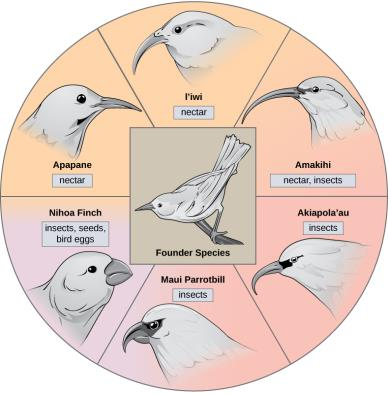 I'iwi
nectar
Apapane
nectar
Amakihi
nectar, insects
Nihoa Finch
insects, seeds,
bird eggs
Founder Species
Akiapola'au
insects
Maui Parrotbill
insects